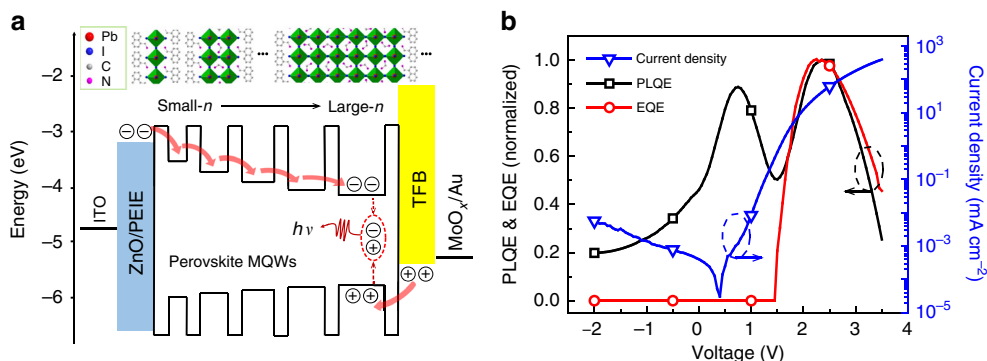 a
Pb
I
C
N
...
...
Small-n
Large-n
Energy (eV)
−2
−3
−4
−5
−6
ITO
ZnO/PEIE
hν
Perovskite MQWs
TFB
MoOx/Au
b
Current density
PLQE
EQE
PLQE & EQE (normalized)
1.0
0.8
0.6
0.4
0.2
0.0
−2
−1
0
1
2
3
4
Voltage (V)
10³
10¹
10⁻¹
10⁻³
10⁻⁵
Current density (mA cm⁻²)